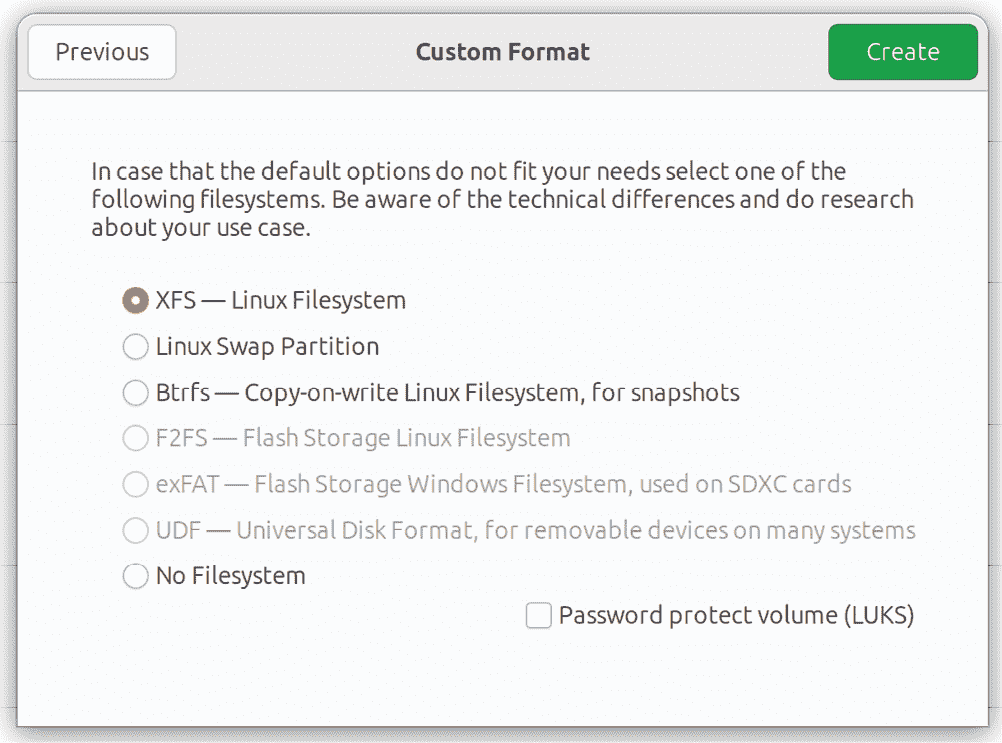 Previous
Custom Format
Create
In case that the default options do not fit your needs select one of the
following filesystems. Be aware of the technical differences and do research
about your use case.
XFS — Linux Filesystem
Linux Swap Partition
Btrfs — Copy-on-write Linux Filesystem, for snapshots
F2FS — Flash Storage Linux Filesystem
exFAT — Flash Storage Windows Filesystem, used on SDXC cards
UDF — Universal Disk Format, for removable devices on many systems
No Filesystem
Password protect volume (LUKS)